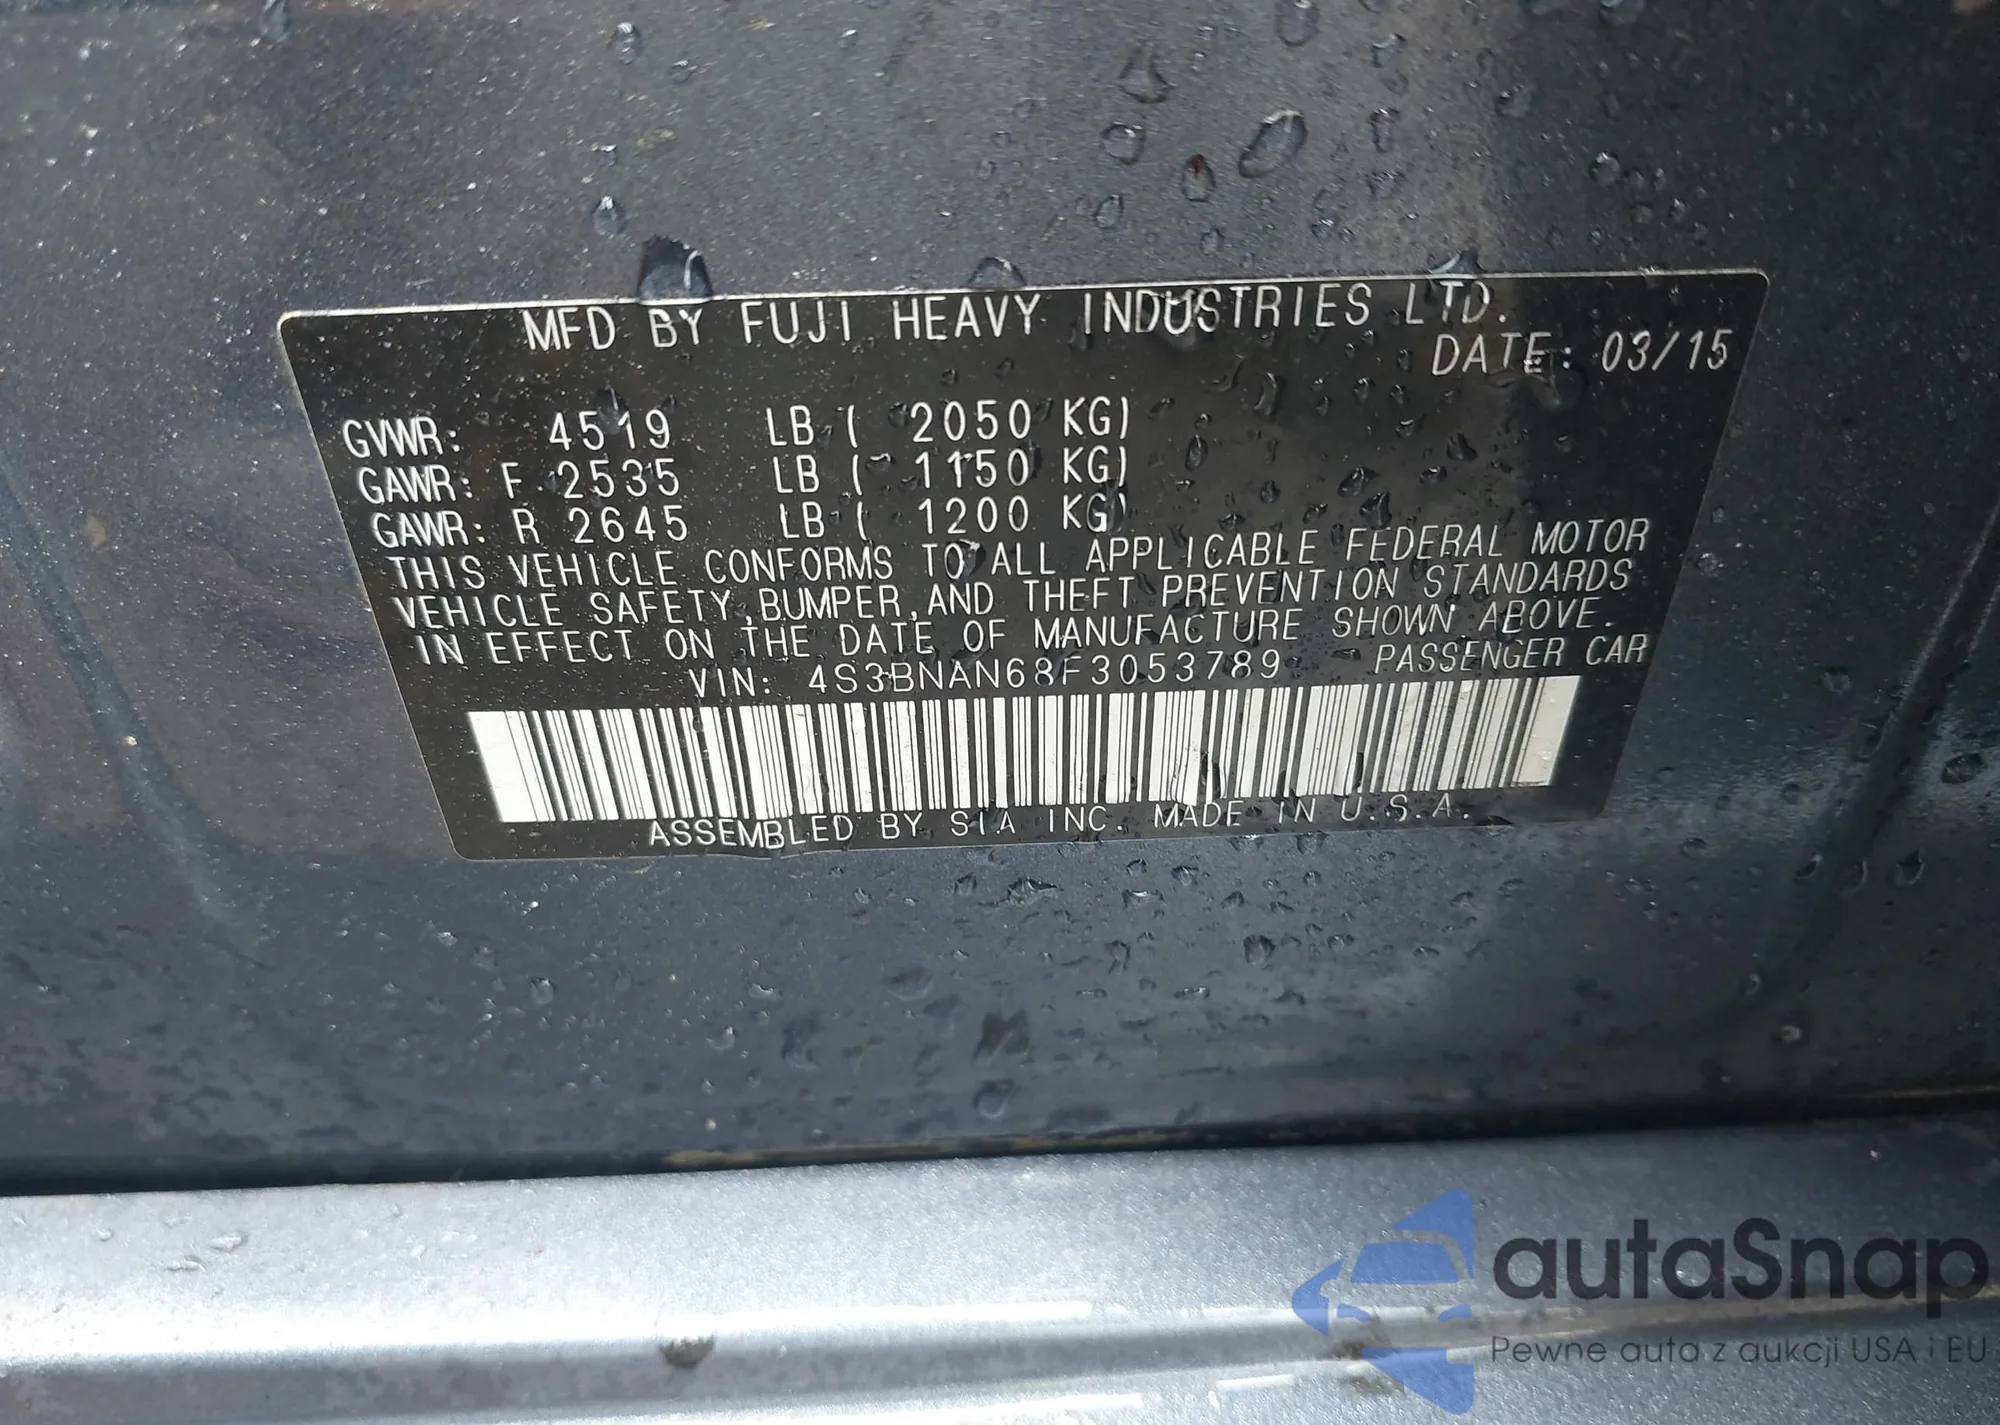 MFD BY FUJI HEAVY INDUSTRIES LTD.
DATE: 03/15
GVWR: 4519 LB ( 2050 KG)
GAWR: F 2535 LB ( 1150 KG)
GAWR: R 2645 LB ( 1200 KG)
THIS VEHICLE CONFORMS TO ALL APPLICABLE FEDERAL MOTOR
VEHICLE SAFETY,BUMPER,AND THEFT PREVENTION STANDARDS
IN EFFECT ON THE DATE OF MANUFACTURE SHOWN ABOVE.
VIN: 4S3BNAN68F3053789 PASSENGER CAR
ASSEMBLED BY SIA INC. MADE IN U.S.A.
autaSnap
Pewne auta z aukcji USA i EU